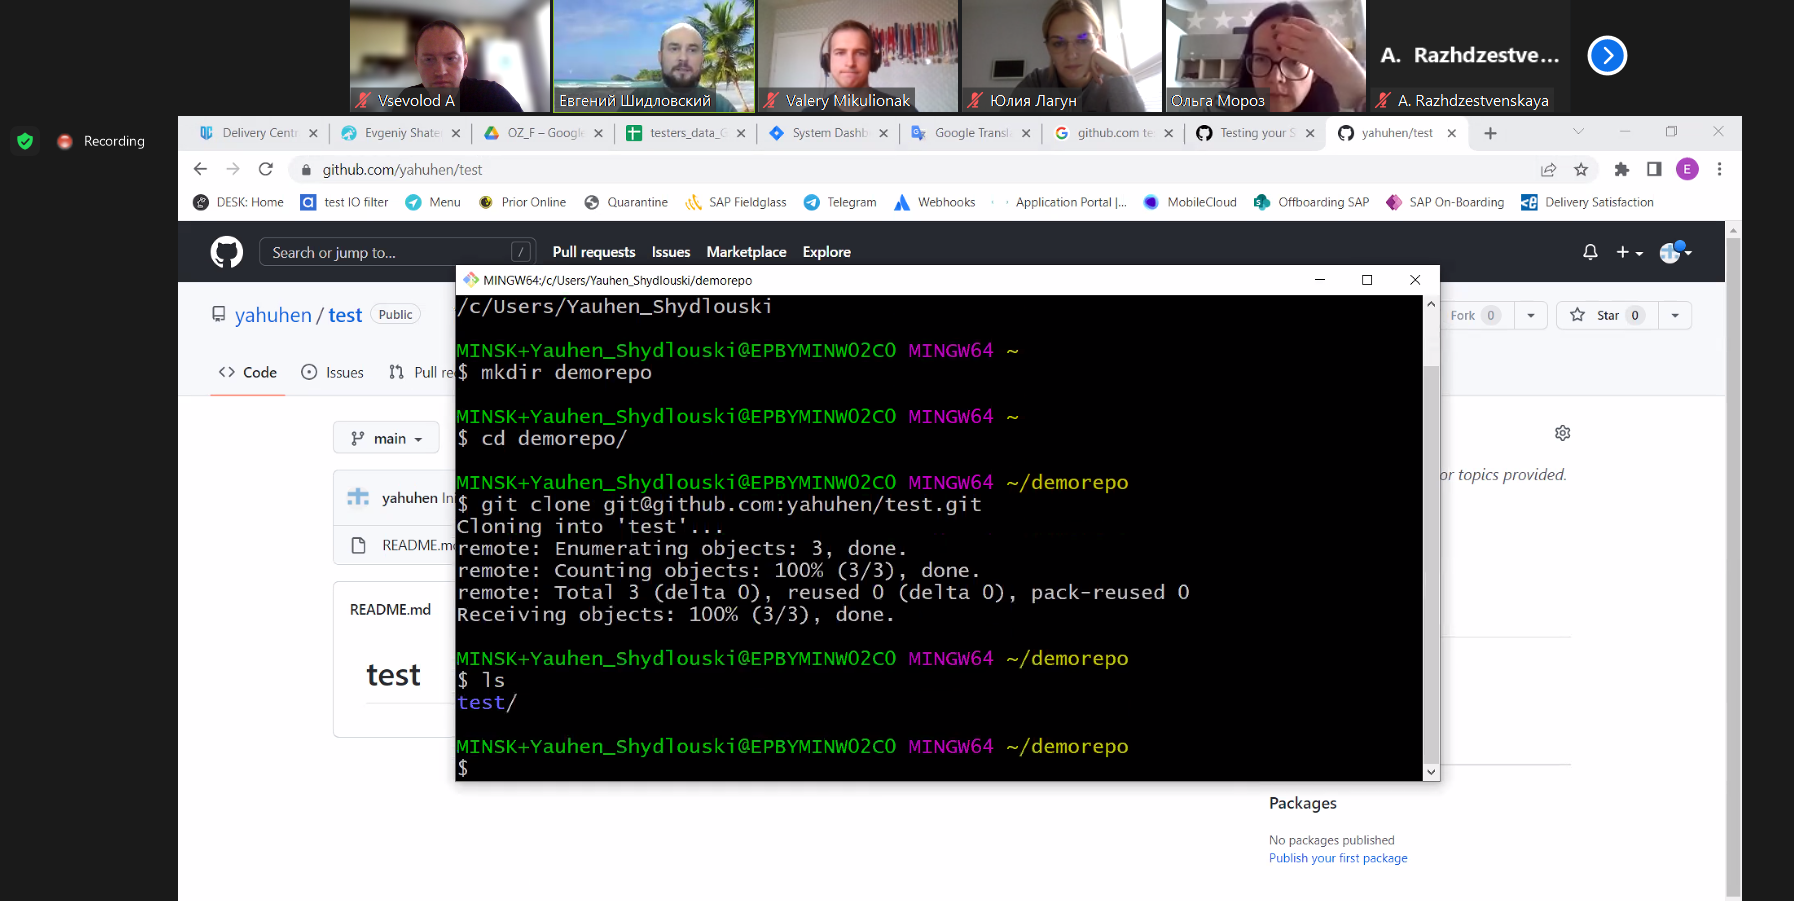 Vsevolod A
Евгений Шидловский
Valery Mikulionak
Юлия Лагун
Ольга Мороз
A. Razhdzestve...
A. Razhdzestvenskaya
Recording
Delivery Cent
Evgeniy Shate
OZ_F – Google
testers_data_G
System Dashb
Google Transl
github.com te
Testing your S
yahuhen/test
github.com/yahuhen/test
E
DESK: Home
test IO filter
Menu
Prior Online
Quarantine
SAP Fieldglass
Telegram
Webhooks
Application Portal |...
MobileCloud
Offboarding SAP
SAP On-Boarding
Delivery Satisfaction
Search or jump to...
/
Pull requests
Issues
Marketplace
Explore
MINGW64:/c/Users/Yauhen_Shydlouski/demorepo
yahuhen / test
Public
Fork 0
Star 0
Code
Issues
Pull re
main
yahuhen In
README.m
README.md
test
/c/Users/Yauhen_Shydlouski
MINSK+Yauhen_Shydlouski@EPBYMINW02C0 MINGW64 ~
$ mkdir demorepo
MINSK+Yauhen_Shydlouski@EPBYMINW02C0 MINGW64 ~
$ cd demorepo/
MINSK+Yauhen_Shydlouski@EPBYMINW02C0 MINGW64 ~/demorepo
$ git clone git@github.com:yahuhen/test.git
Cloning into 'test'...
remote: Enumerating objects: 3, done.
remote: Counting objects: 100% (3/3), done.
remote: Total 3 (delta 0), reused 0 (delta 0), pack-reused 0
Receiving objects: 100% (3/3), done.
MINSK+Yauhen_Shydlouski@EPBYMINW02C0 MINGW64 ~/demorepo
$ ls
test/
MINSK+Yauhen_Shydlouski@EPBYMINW02C0 MINGW64 ~/demorepo
$
or topics provided.
Packages
No packages published
Publish your first package